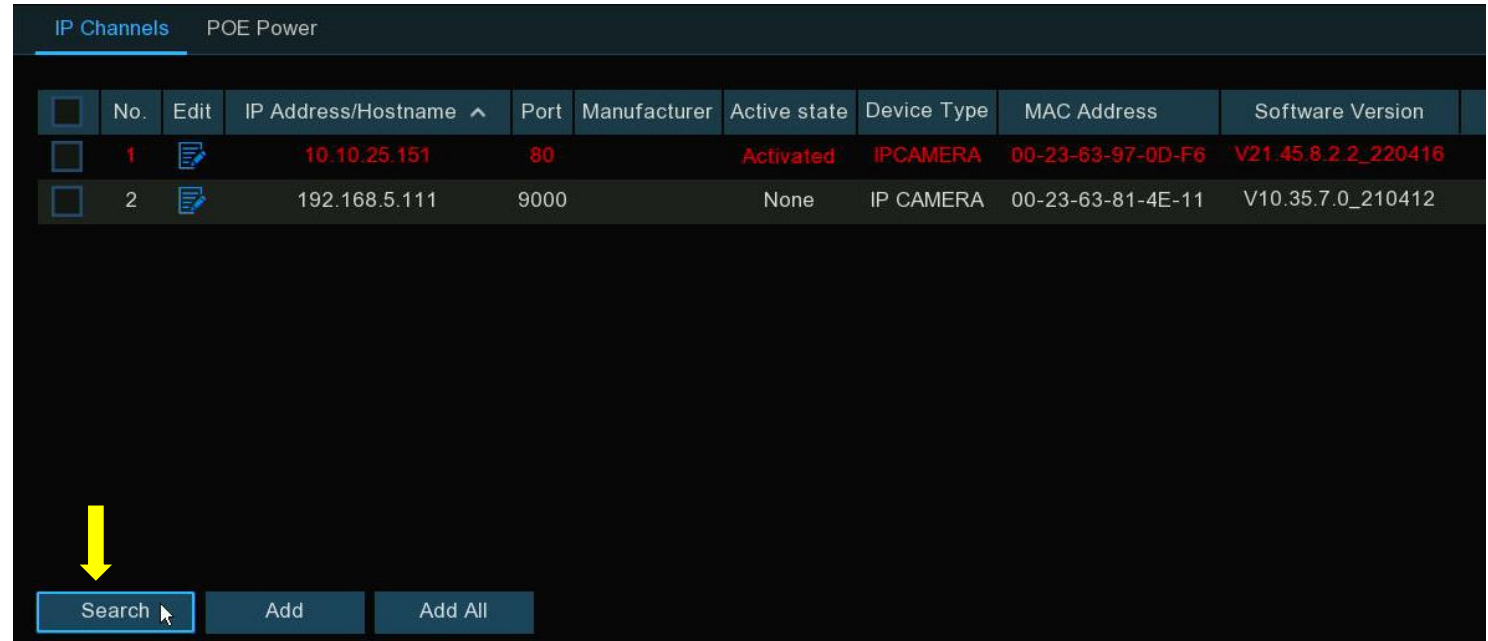 IP Channels POE Power
No. Edit IP Address/Hostname Port Manufacturer Active state Device Type MAC Address Software Version
1 10.10.25.151 80 Activated IPCAMERA 00-23-63-97-0D-F6 V21.45.8.2.2_220416
2 192.168.5.111 9000 None IP CAMERA 00-23-63-81-4E-11 V10.35.7.0_210412
Search Add Add All